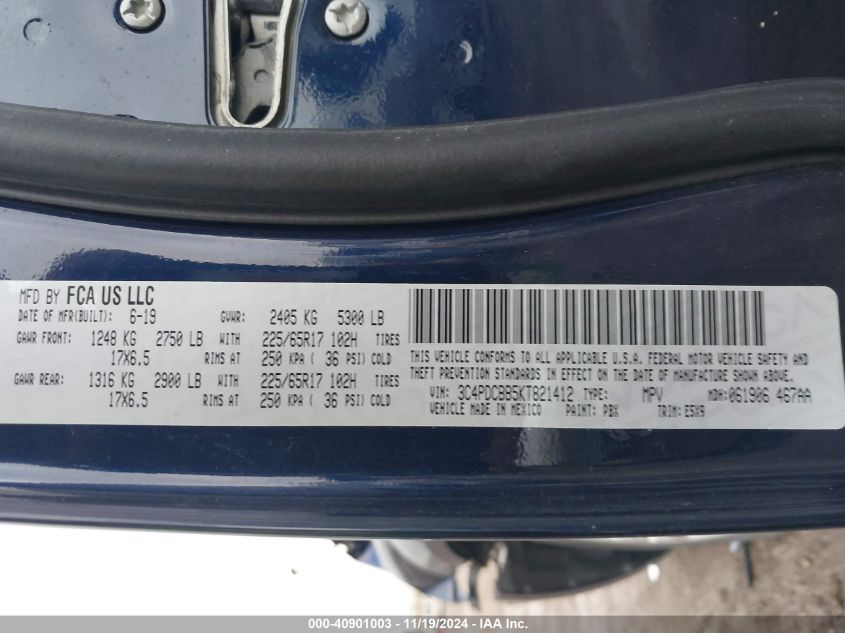 MFD BY FCA US LLC
DATE OF MFR(BUILT): 6-19 GVWR: 2405 KG 5300 LB
GAWR FRONT: 1248 KG 2750 LB WITH 225/65R17 102H TIRES
17X6.5 RIMS AT 250 KPA ( 36 PSI) COLD
GAWR REAR: 1316 KG 2900 LB WITH 225/65R17 102H TIRES
17X6.5 RIMS AT 250 KPA ( 36 PSI) COLD
THIS VEHICLE CONFORMS TO ALL APPLICABLE U.S.A. FEDERAL MOTOR VEHICLE SAFETY AND
THEFT PREVENTION STANDARDS IN EFFECT ON THE DATE OF MANUFACTURE SHOWN ABOVE.
VIN: 3C4PDCBB5KT821412 TYPE: MPV MDH: 061906 467AA
VEHICLE MADE IN MEXICO PAINT: PBX TRIM: E5X9
000-40901003 - 11/19/2024 - IAA Inc.